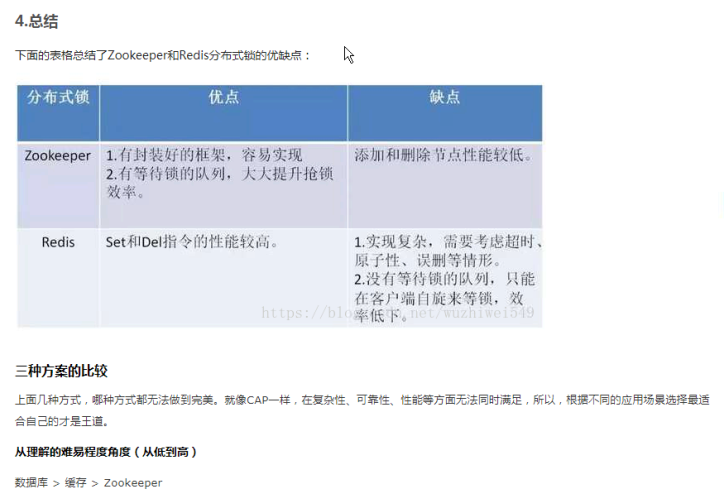 4.总结
下面的表格总结了Zookeeper和Redis分布式锁的优缺点：
分布式锁 优点 缺点
Zookeeper
1.有封装好的框架，容易实现
2.有等待锁的队列，大大提升抢锁
效率。
添加和删除节点性能较低。
Redis
Set和Del指令的性能较高。
1.实现复杂，需要考虑超时、
原子性、误删等情形。
2.没有等待锁的队列，只能
在客户端自旋来等锁，效
率低下。
三种方案的比较
上面几种方式，哪种方式都无法做到完美。就像CAP一样，在复杂性、可靠性、性能等方面无法同时满足，所以，根据不同的应用场景选择最适
合自己的才是王道。
从理解的难易程度角度（从低到高）
数据库 > 缓存 > Zookeeper